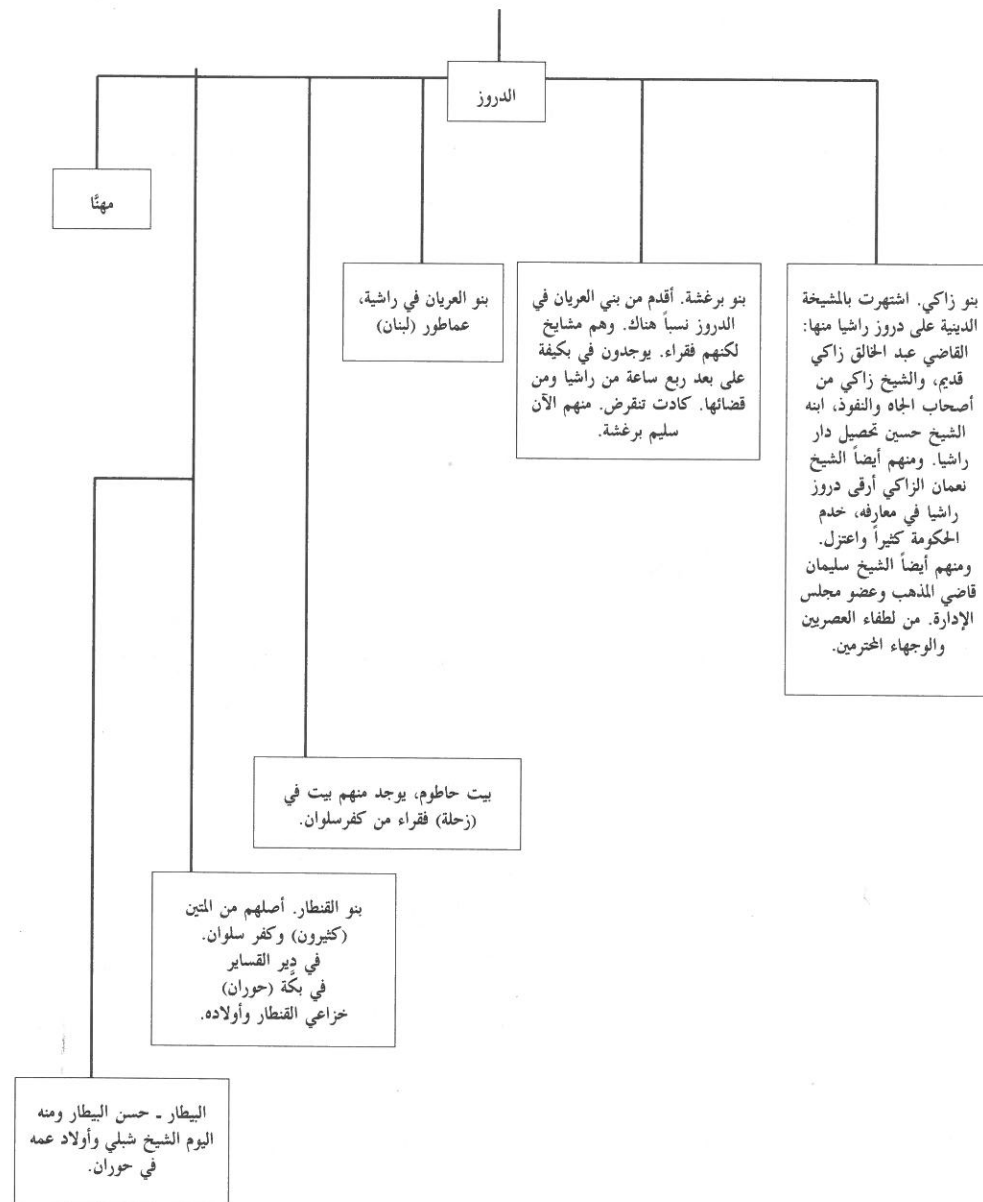 الدروز
مهنَّا
بنو زاكي. اشتهرت بالمشيخة
الدينية على دروز راشيا منها:
القاضي عبد الخالق زاكي
قديم، والشيخ زاكي من
أصحاب الجاه والنفوذ، ابنه
الشيخ حسين تحصيل دار
راشيا. ومنهم أيضاً الشيخ
نعمان الزاكي أرقى دروز
راشيا في معارفه، خدم
الحكومة كثيراً واعتزل.
ومنهم أيضاً الشيخ سليمان
قاضي المذهب وعضو مجلس
الإدارة. من لطفاء العصريين
والوجهاء المحترمين.
بنو برغشة. أقدم من بني العريان في
الدروز نسباً هناك. وهم مشايخ
لكنهم فقراء. يوجدون في بكيفة
على بعد ربع ساعة من راشيا ومن
قضائها. كادت تنقرض. منهم الآن
سليم برغشة.
بنو العريان في راشية،
عماطور (لبنان)
بيت حاطوم، يوجد منهم بيت في
(زحلة) فقراء من كفرسلوان.
بنو القنطار. أصلهم من المتين
(كثيرون) وكفر سلوان.
في دير القساير
في بكَّة (حوران)
خزاعي القنطار وأولاده.
البيطار ـ حسن البيطار ومنه
اليوم الشيخ شبلي وأولاد عمه
في حوران.